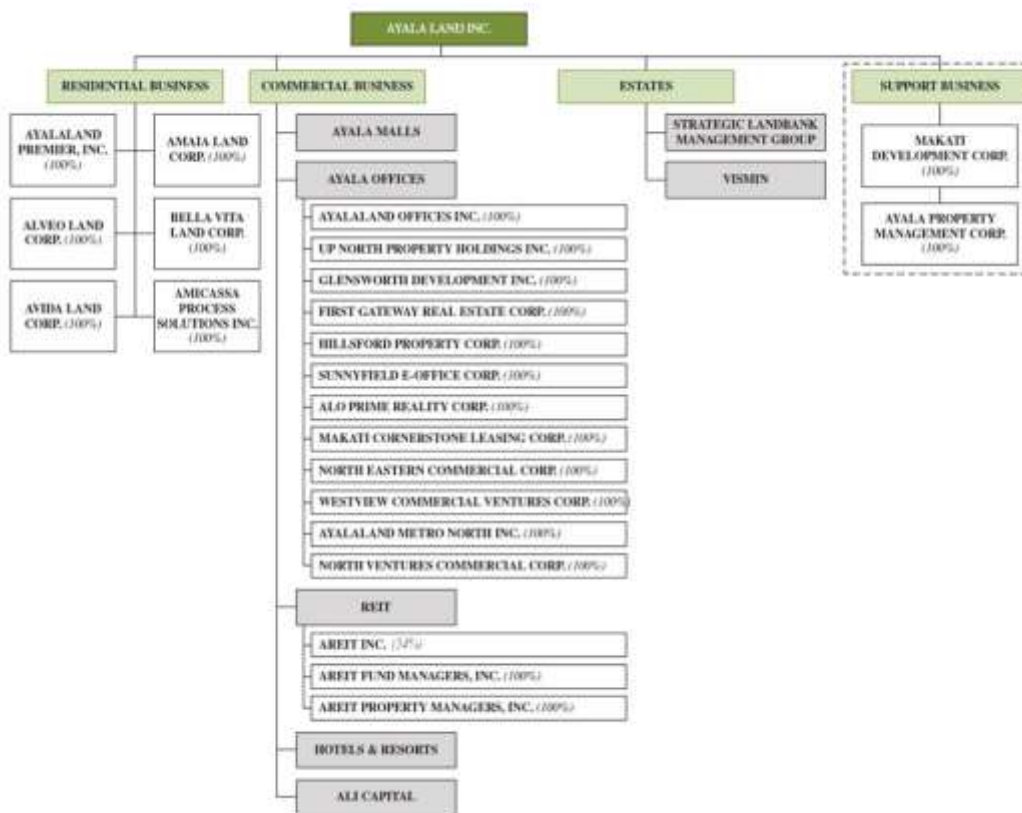 AYALA LAND INC.
RESIDENTIAL BUSINESS
AYALALAND
PREMIER, INC.
(100%)
AMAIA LAND
CORP. (100%)
ALVEO LAND
CORP. (100%)
BELLA VITA
LAND CORP.
(100%)
AVIDA LAND
CORP. (100%)
AMICASSA
PROCESS
SOLUTIONS INC.
(100%)
COMMERCIAL BUSINESS
AYALA MALLS
AYALA OFFICES
AYALALAND OFFICES INC. (100%)
UP NORTH PROPERTY HOLDINGS INC. (100%)
GLENSWORTH DEVELOPMENT INC. (100%)
FIRST GATEWAY REAL ESTATE CORP. (100%)
HILLSFORD PROPERTY CORP. (100%)
SUNNYFIELD E-OFFICE CORP. (100%)
ALO PRIME REALITY CORP. (100%)
MAKATI CORNERSTONE LEASING CORP. (100%)
NORTH EASTERN COMMERCIAL CORP. (100%)
WESTVIEW COMMERCIAL VENTURES CORP. (100%)
AYALALAND METRO NORTH INC. (100%)
NORTH VENTURES COMMERCIAL CORP. (100%)
REIT
AREIT INC.
AREIT FUND MANAGERS, INC. (100%)
AREIT PROPERTY MANAGERS, INC. (100%)
HOTELS & RESORTS
ALI CAPITAL
ESTATES
STRATEGIC LANDBANK
MANAGEMENT GROUP
VISMIN
SUPPORT BUSINESS
MAKATI
DEVELOPMENT CORP.
(100%)
AYALA PROPERTY
MANAGEMENT CORP.
(100%)